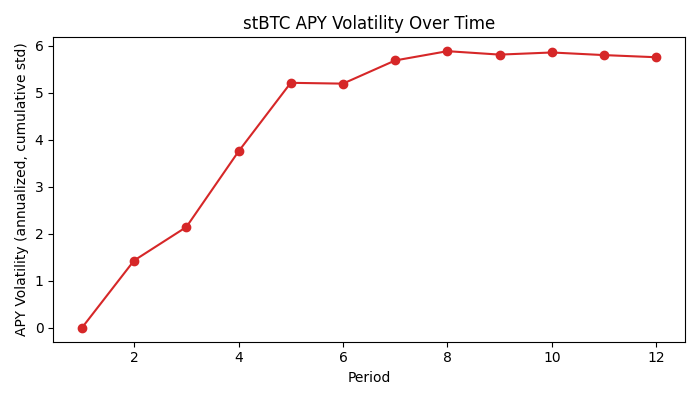 stBTC APY Volatility Over Time
APY Volatility (annualized, cumulative std)
6
5
4
3
2
1
0
2 4 6 8 10 12
Period